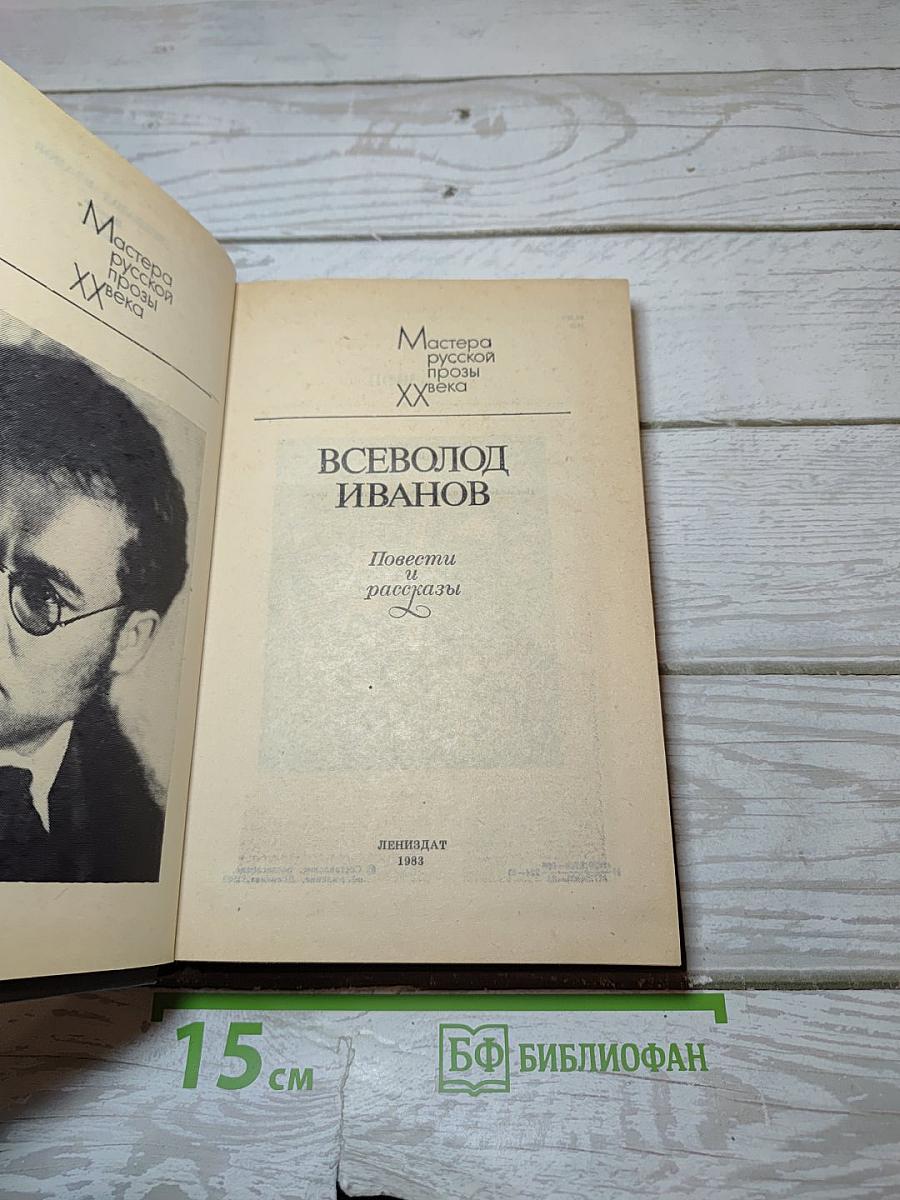 Мастера
русской
прозы
XX века
Мастера
русской
прозы
XX века
ВСЕВОЛОД
ИВАНОВ
Повести
и
рассказы
ЛЕНИЗДАТ
1983
15 см
БФ БИБЛИОФАН